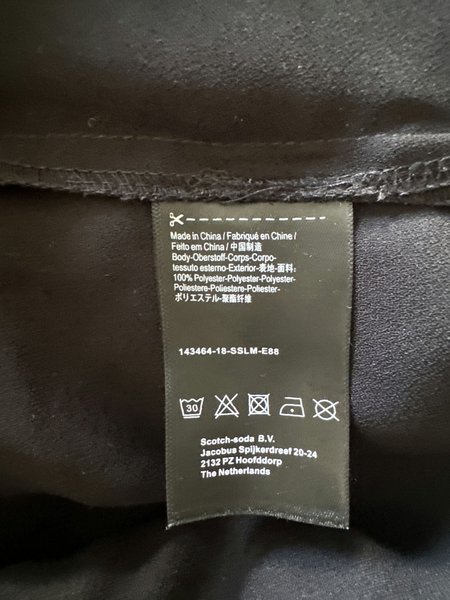 Made in China / Fabriqué en Chine /
Feito em China / 中国制造
Body-Oberstoff-Corps-Corpo-
tessuto esterno-Exterior-表地-面料:
100% Polyester-Polyester-Polyester-
Poliestere-Poliestere-Poliester-
ポリエステル-聚酯纤维
143464-18-SSLM-E88
30
Scotch-soda B.V.
Jacobus Spijkerdreef 20-24
2132 PZ Hoofddorp
The Netherlands